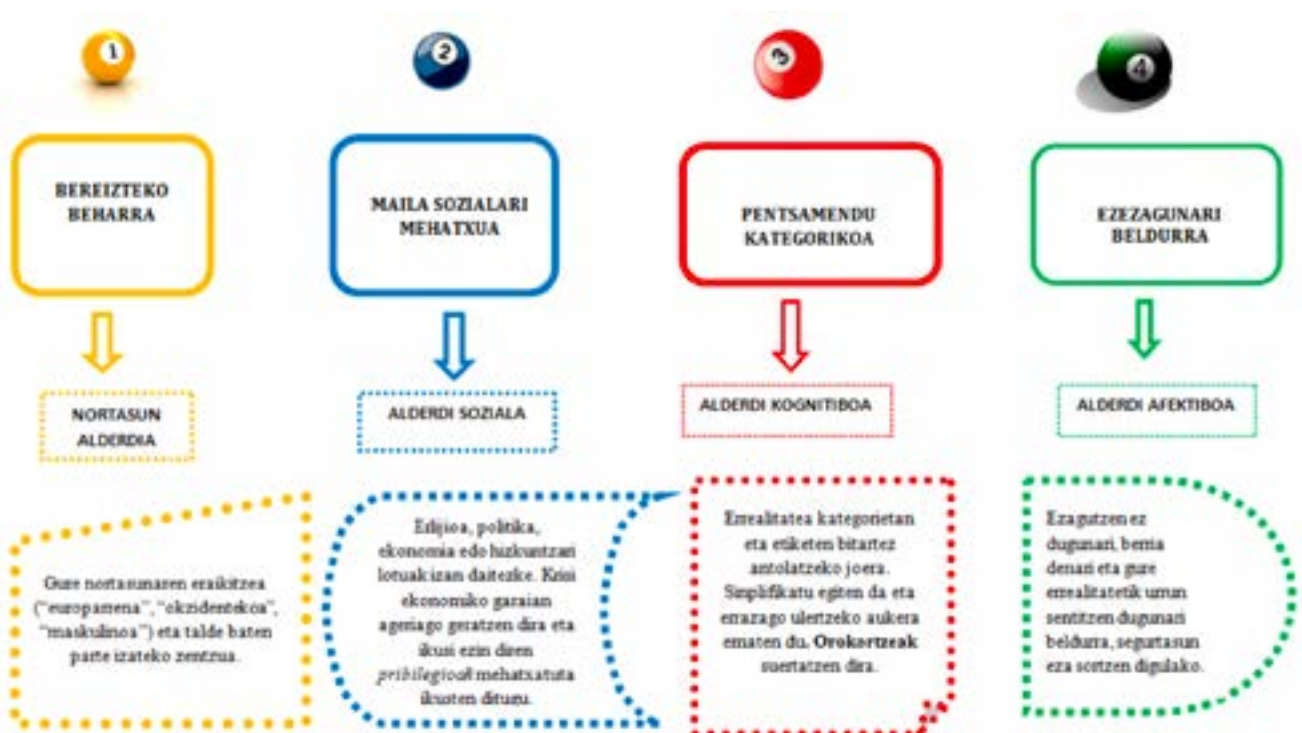 1
BEREIZTEKO
BEHARRA
NORTASUN
ALDERDIA
Gure nortasunaren eraikitzea
("europarrena", "okzidentekoa",
"maskulinoa") eta talde baten
parte izateko zentzua.
2
MAILA SOZIALARI
MEHATXUA
ALDERDI SOZIALA
Erlijioa, politika,
ekonomia edo hizkuntzari
lotuak izan daitezke. Krisi
ekonomiko garaian
ageriago geratzen dira eta
ikusi ezin diren
pribilegioak mehatxatuta
ikusten ditugu.
3
PENTSAMENDU
KATEGORIKOA
ALDERDI KOGNITIBOA
Errealitatea kategorietan
eta etiketen bitartez
antolatzeko joera.
Sinplifikatu egiten da eta
errazago ulertzeko aukera
ematen du. Orokortzeak
suertatzen dira.
4
EZEZAGUNARI
BELDURRA
ALDERDI AFEKTIBOA
Ezagutzen ez
dugunari, berria
denari eta gure
errealitatetik urrun
sentitzen dugunari
beldurra, segurtasun
eza sortzen digulako.